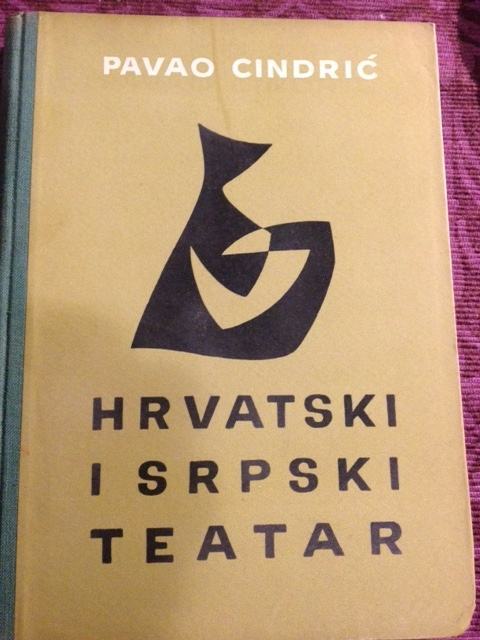 PAVAO CINDRIĆ
HRVATSKI
I SRPSKI
TEATAR